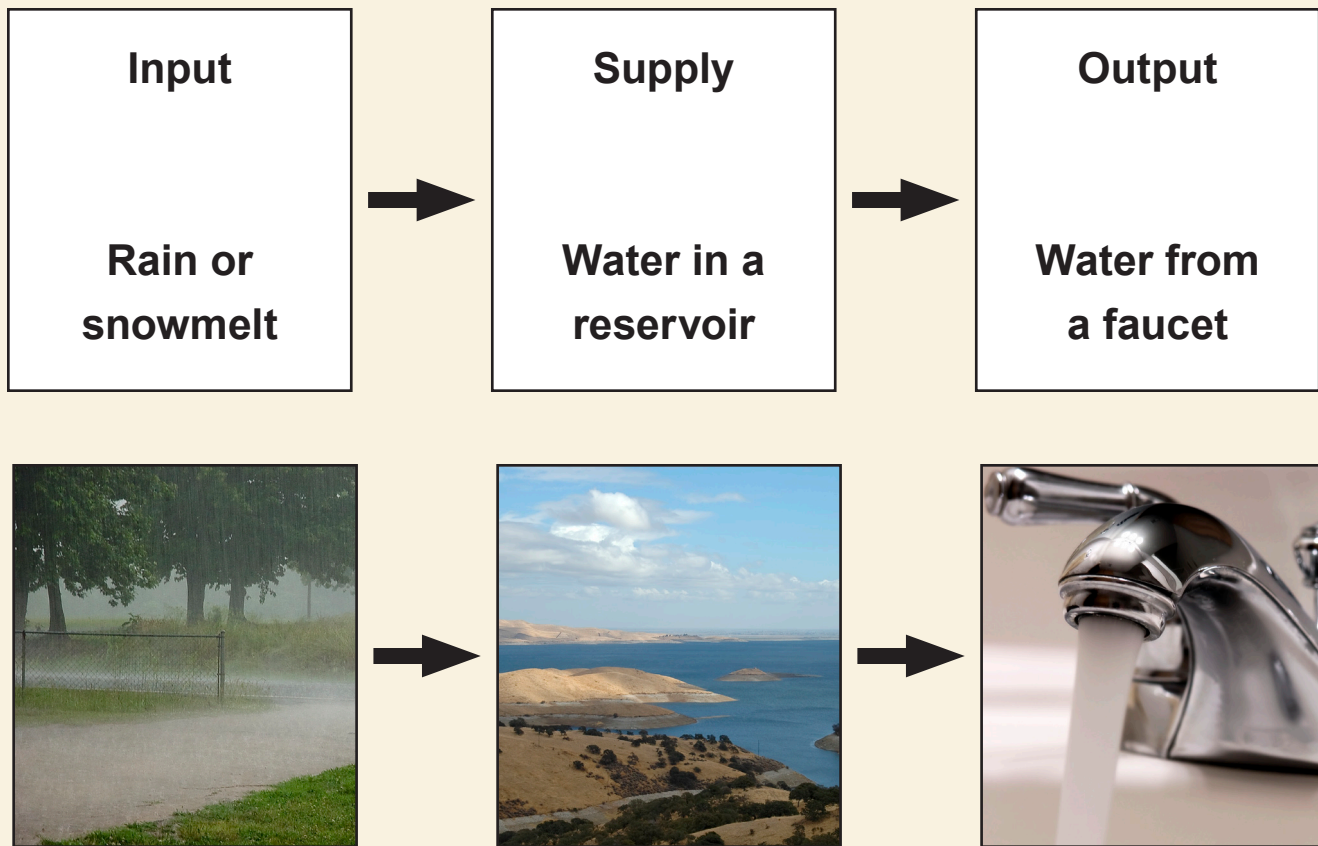 Input
Rain or
snowmelt
Supply
Water in a
reservoir
Output
Water from
a faucet